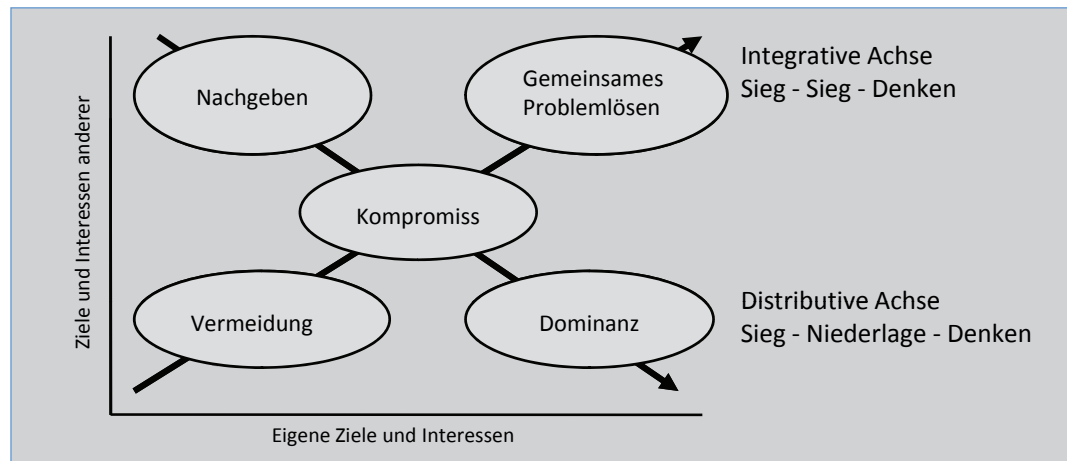 Ziele und Interessen anderer
Nachgeben
Gemeinsames
Problemlösen
Integrative Achse
Sieg - Sieg - Denken
Kompromiss
Vermeidung
Dominanz
Distributive Achse
Sieg - Niederlage - Denken
Eigene Ziele und Interessen